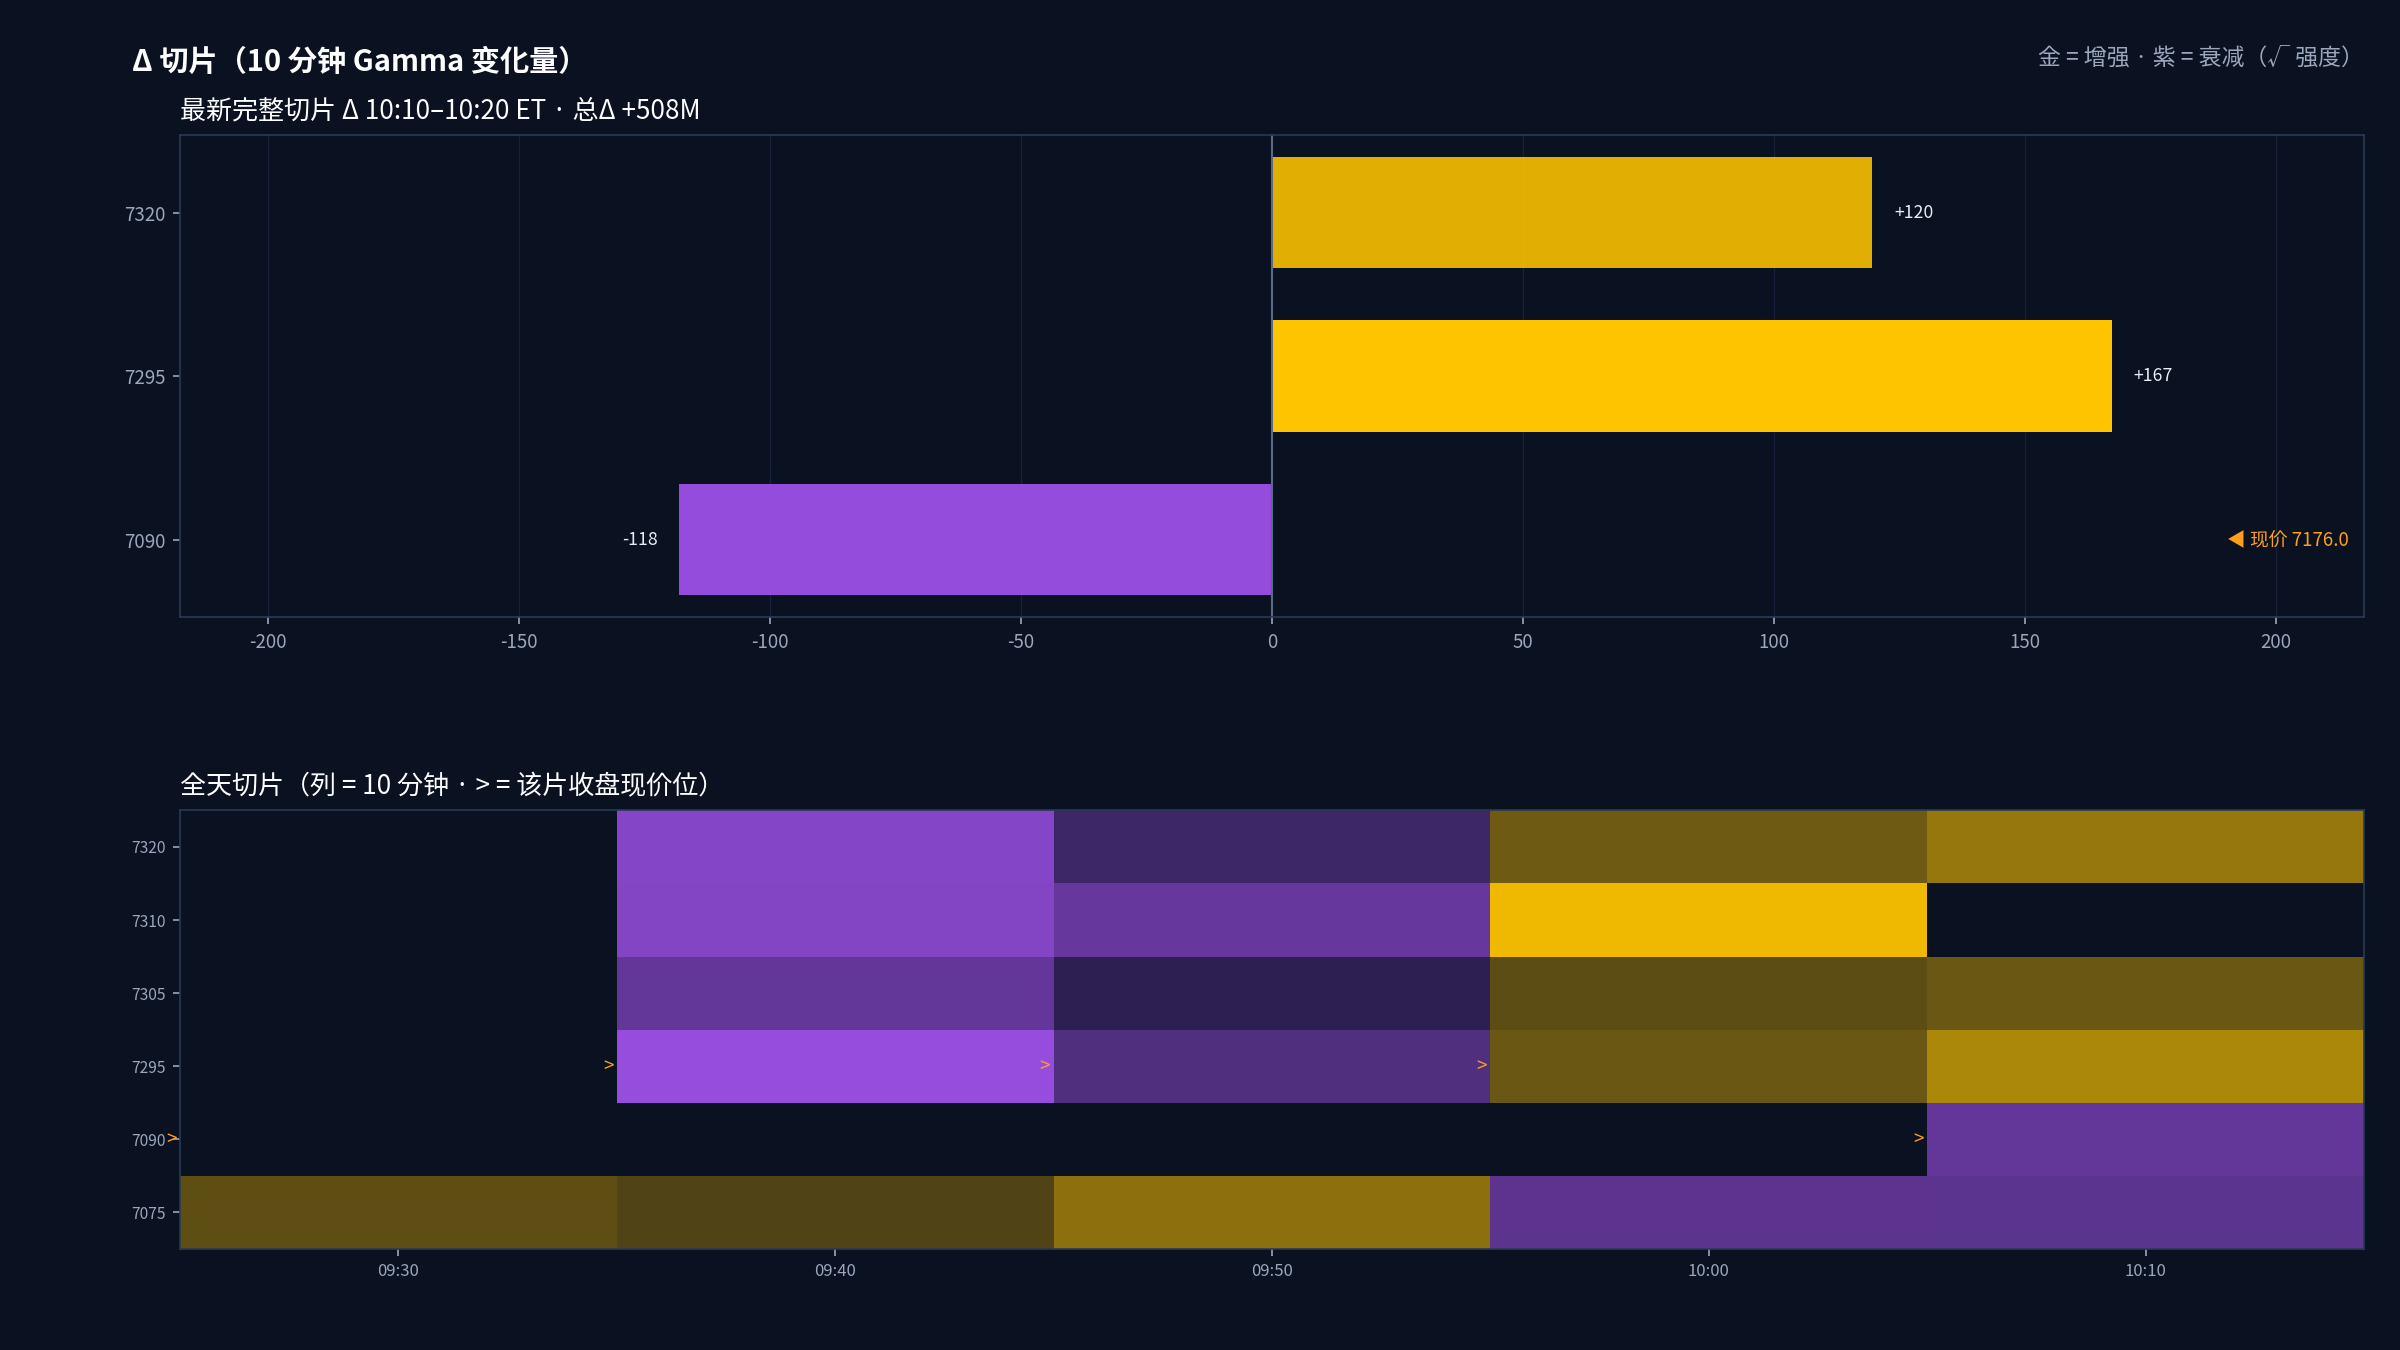 Δ 切片（10 分钟 Gamma 变化量）
金 = 增强 · 紫 = 衰减（√ 强度）
最新完整切片 Δ 10:10–10:20 ET · 总Δ +508M
7320
+120
7295
+167
7090
-118
◀ 现价 7176.0
-200 -150 -100 -50 0 50 100 150 200
全天切片（列 = 10 分钟 · > = 该片收盘现价位）
7320
7310
7305
7295 > > >
7090 > >
7075
09:30 09:40 09:50 10:00 10:10